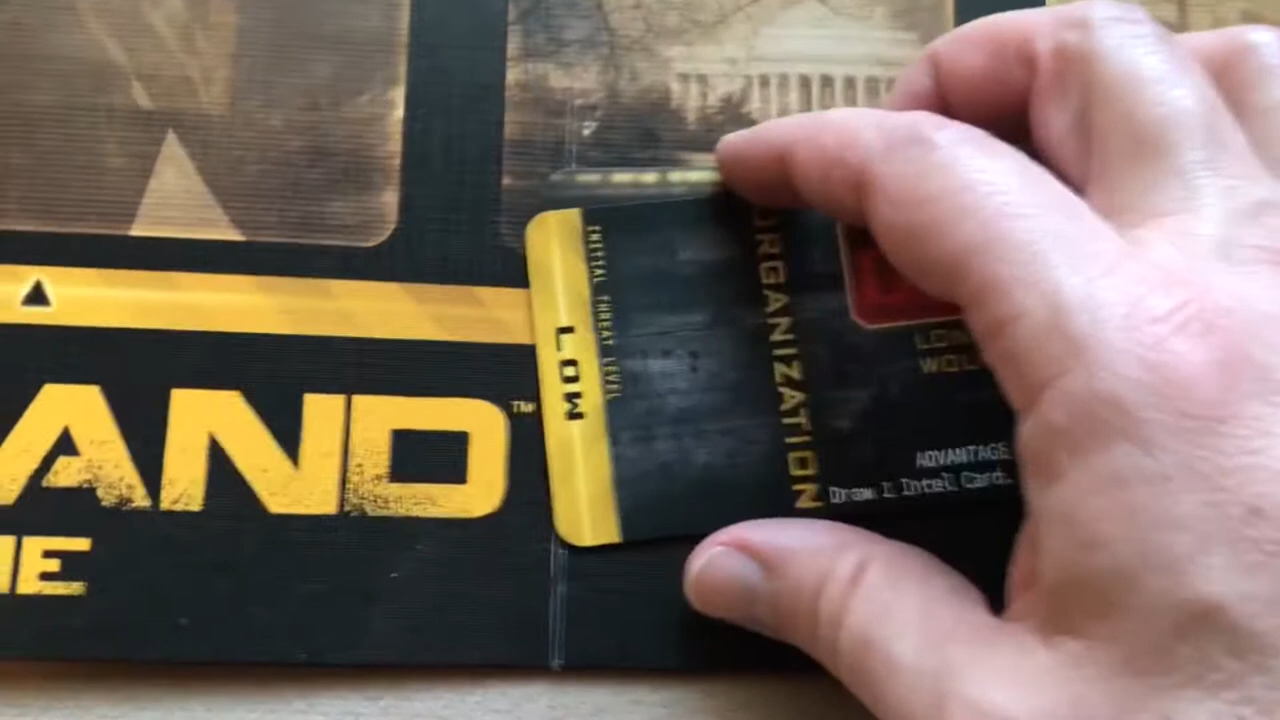 AND™
INITIAL THREAT LEVEL
LOW
ORGANIZATION
ADVANTAGE
Draw 1 Intel Card.